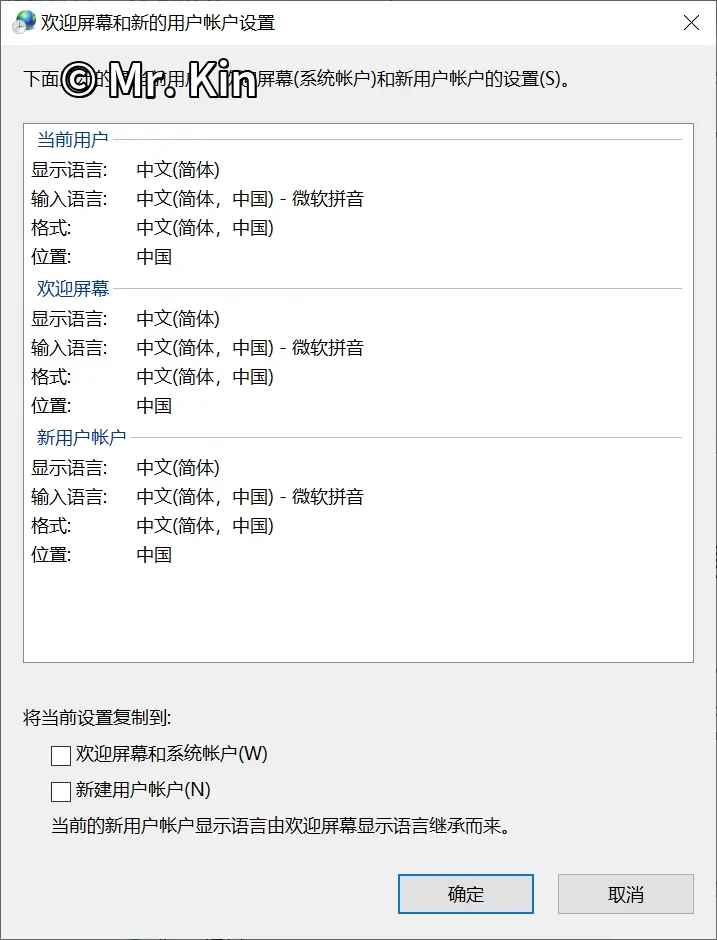 欢迎屏幕和新的用户帐户设置
下面 的 用户 屏幕(系统帐户)和新用户帐户的设置(S)。
© Mr. Kin
当前用户
显示语言: 中文(简体)
输入语言: 中文(简体，中国) - 微软拼音
格式: 中文(简体，中国)
位置: 中国
欢迎屏幕
显示语言: 中文(简体)
输入语言: 中文(简体，中国) - 微软拼音
格式: 中文(简体，中国)
位置: 中国
新用户帐户
显示语言: 中文(简体)
输入语言: 中文(简体，中国) - 微软拼音
格式: 中文(简体，中国)
位置: 中国
将当前设置复制到:
欢迎屏幕和系统帐户(W)
新建用户帐户(N)
当前的新用户帐户显示语言由欢迎屏幕显示语言继承而来。
确定
取消